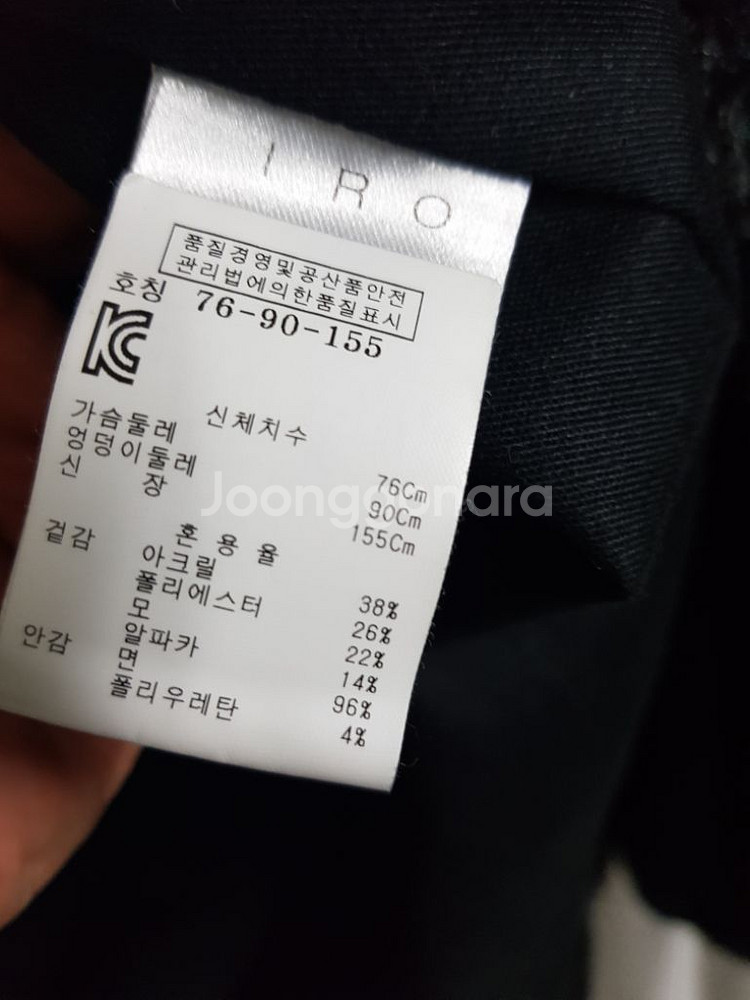 IRO
품질경영및공산품안전
관리법에의한품질표시
호칭 76-90-155
신체치수
가슴둘레 76Cm
엉덩이둘레 90Cm
신 장 155Cm
혼 용 율
겉감 아크릴 38%
폴리에스터 26%
모 22%
알파카 14%
안감 면 96%
폴리우레탄 4%
Joonggonara